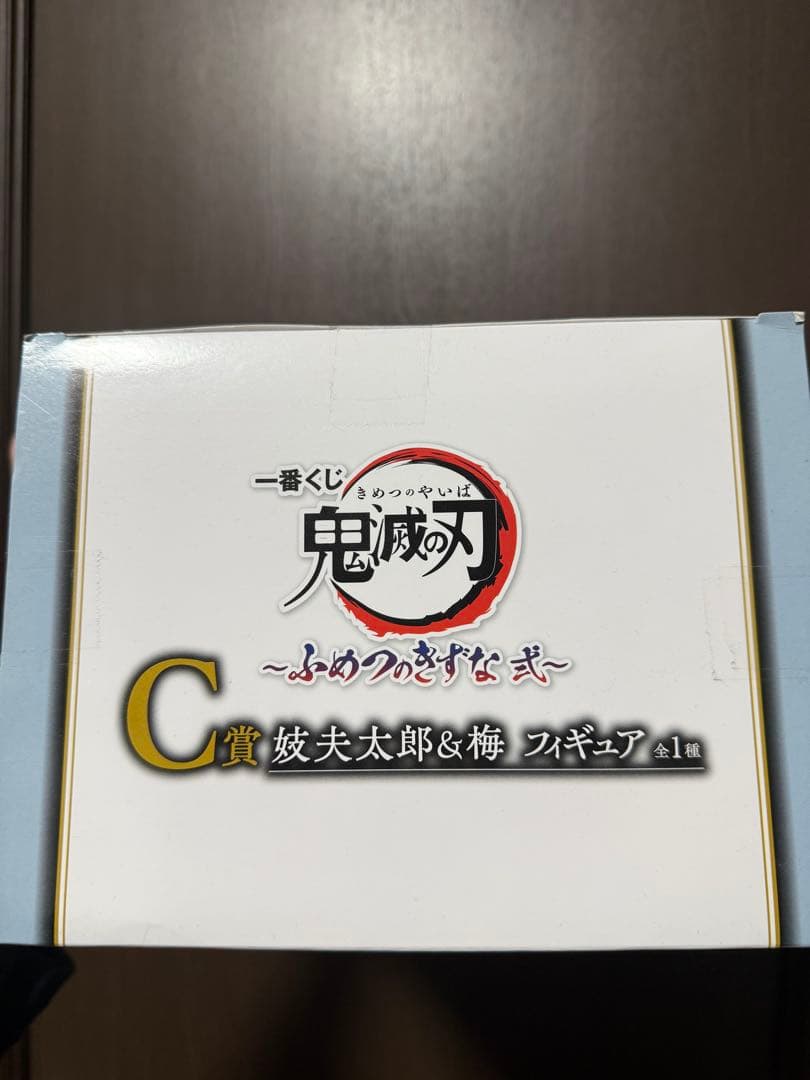 一番くじ
きめつのやいば
鬼滅の刃
～ふめつのきずな 弐～
C賞 妓夫太郎&梅 フィギュア 全1種